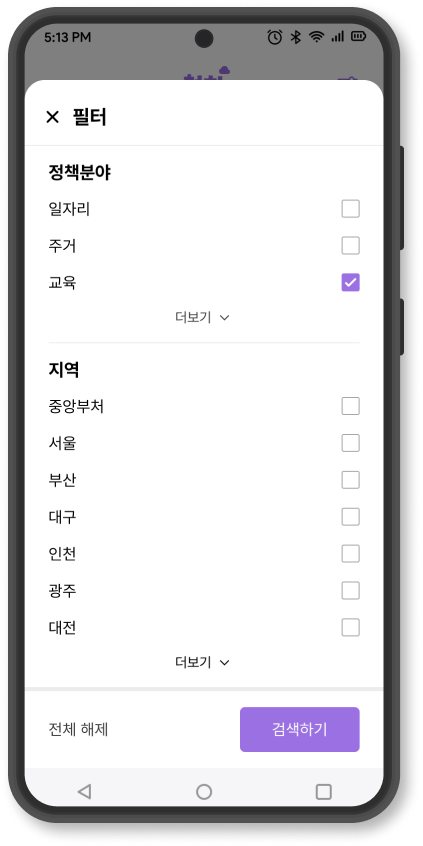 5:13 PM
필터
정책분야
일자리
주거
교육
더보기
지역
중앙부처
서울
부산
대구
인천
광주
대전
더보기
전체 해제
검색하기